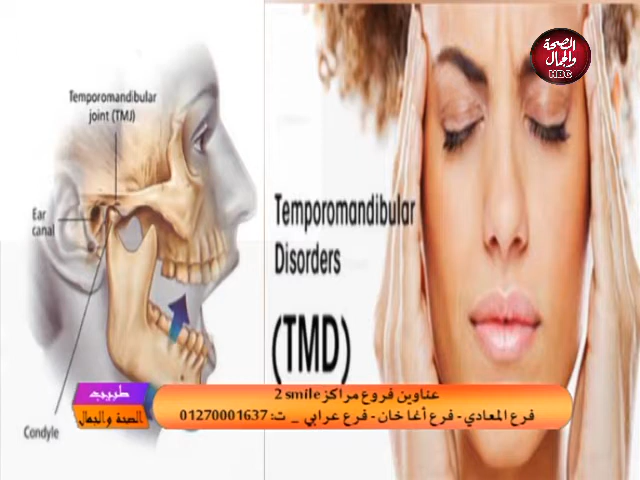 الصحة
والجمال
HBC
Temporomandibular
joint (TMJ)
Ear
canal
Condyle
Temporomandibular
Disorders
(TMD)
طبيب
الصحة والجمال
عناوين فروع مراكز 2 smile
فرع المعادي - فرع أغا خان - فرع عرابي _ ت: 01270001637